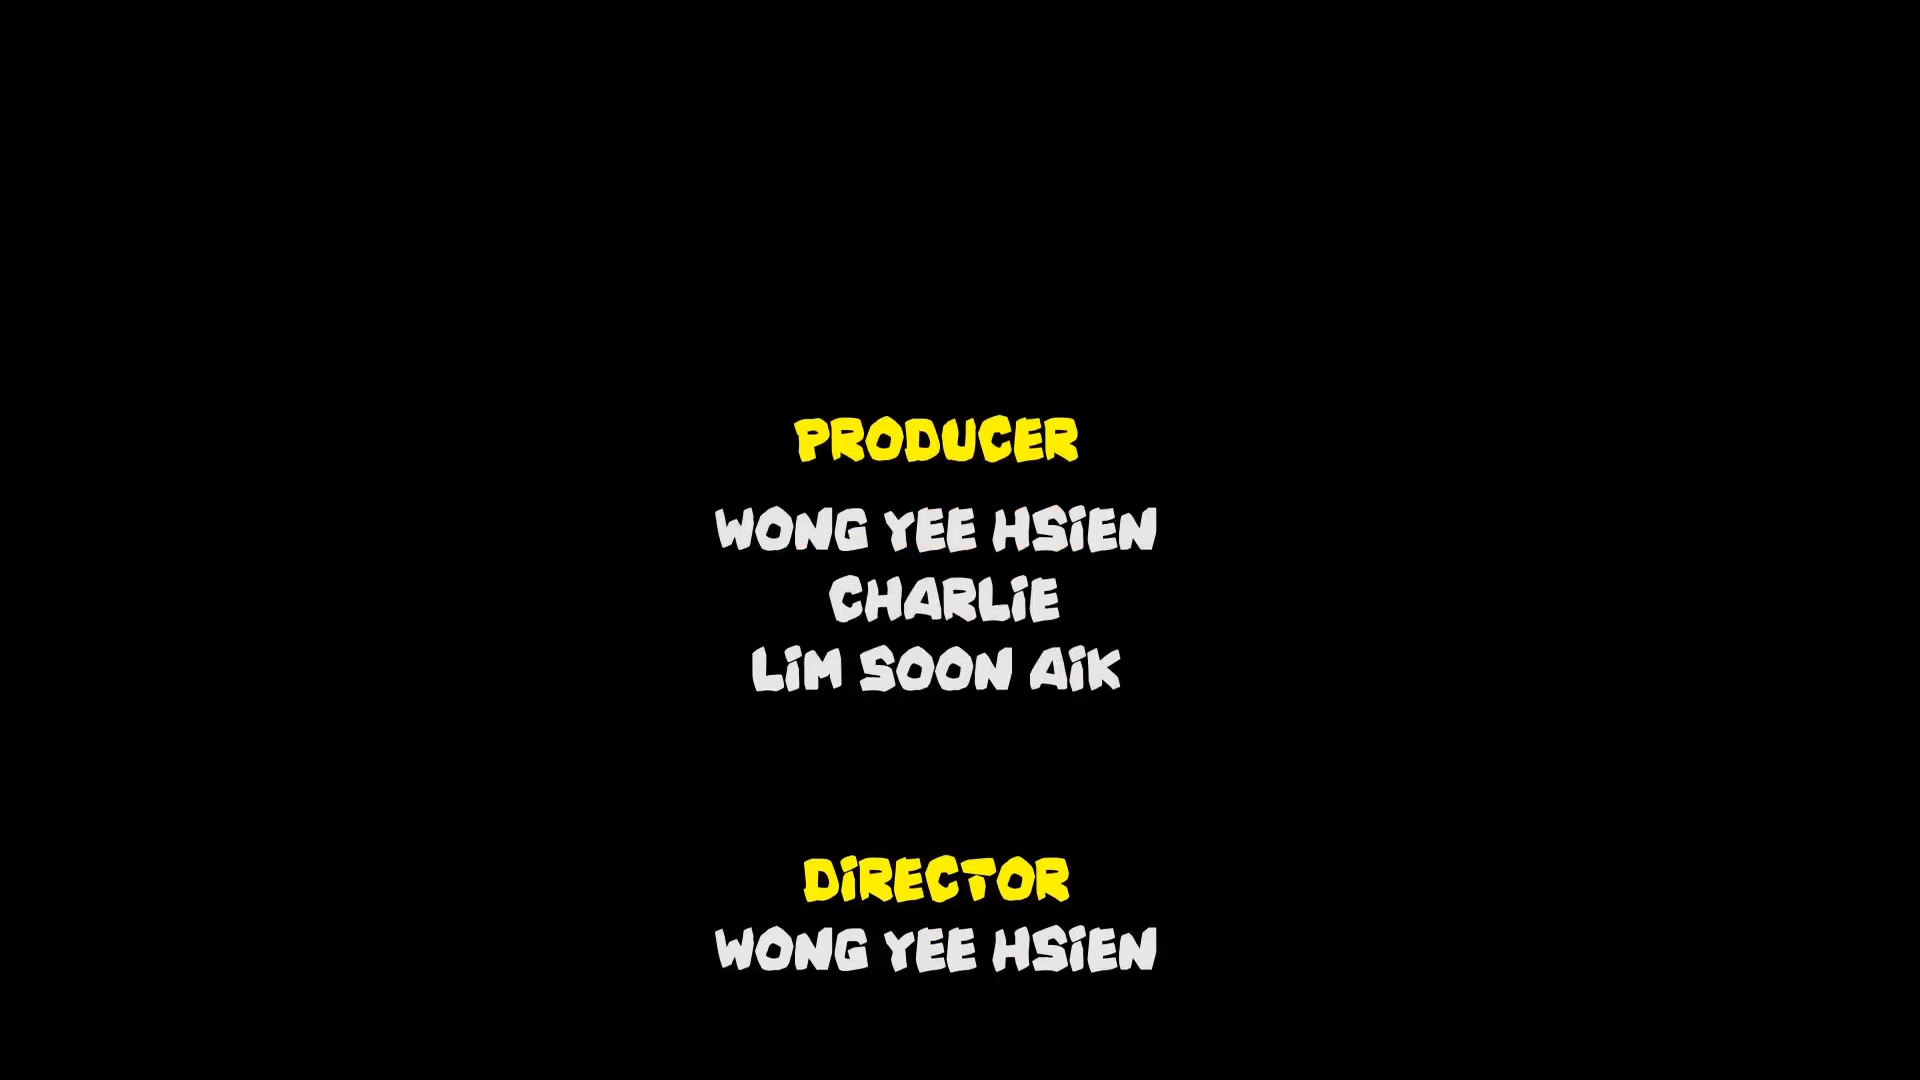 PRODUCER
WONG YEE HSiEN
CHARLiE
LiM SOON AiK
DiRECTOR
WONG YEE HSiEN